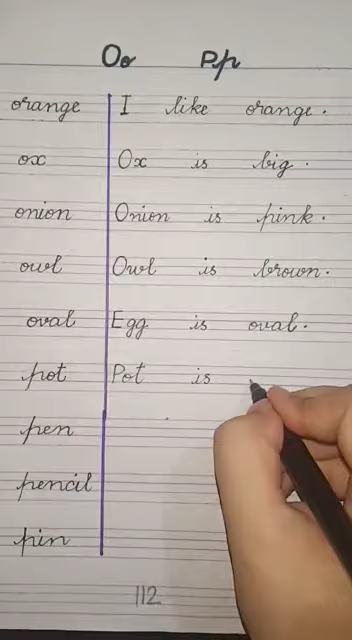 Oo Pp
orange I like orange.
ox Ox is big.
onion Onion is pink.
owl Owl is brown.
oval Egg is oval.
pot Pot is
pen
pencil
pin
112